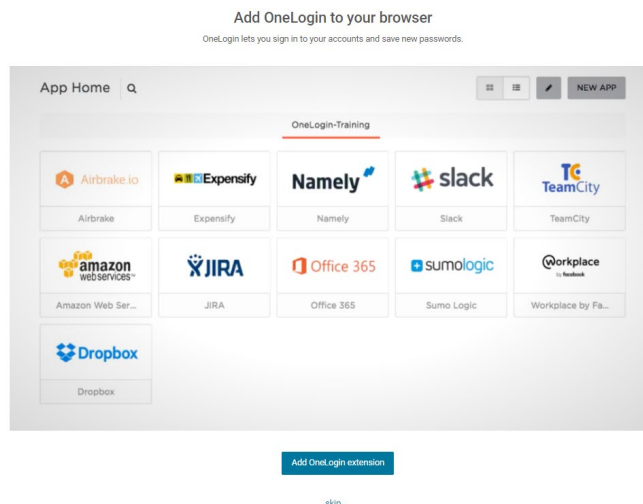 Add OneLogin to your browser
OneLogin lets you sign in to your accounts and save new passwords.
App Home
NEW APP
OneLogin-Training
Airbrake.io
Expensify
Namely
slack
TeamCity
Airbrake
Expensify
Namely
Slack
TeamCity
amazon
webservices™
JIRA
Office 365
sumologic
workplace
by facebook
Amazon Web Ser...
JIRA
Office 365
Sumo Logic
Workplace by Fa...
Dropbox
Dropbox
Add OneLogin extension
skip